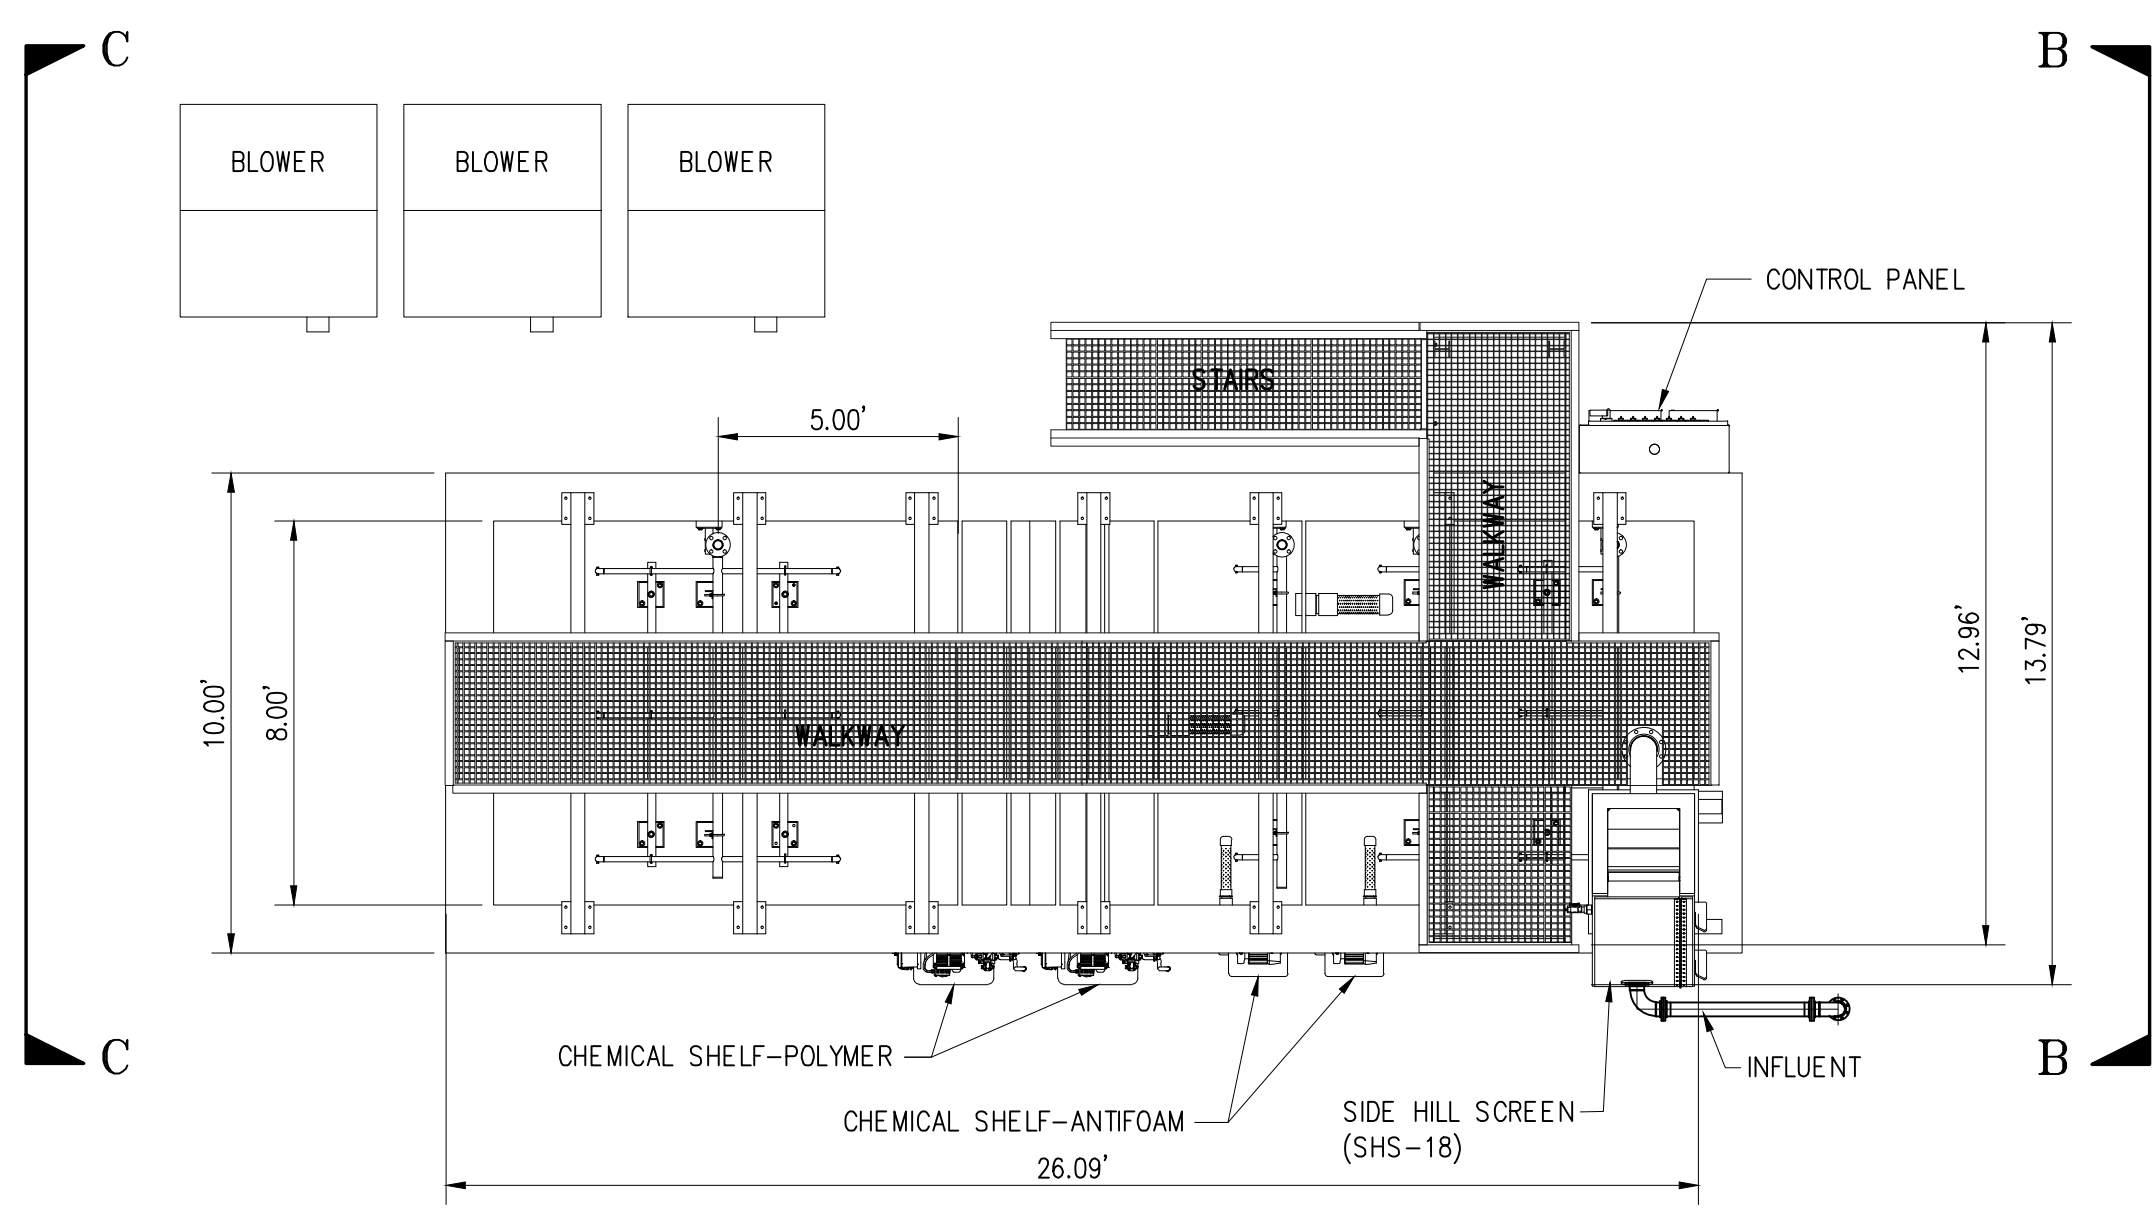 C
B
BLOWER
BLOWER
BLOWER
CONTROL PANEL
STAIRS
5.00'
WALKWAY
12.96'
13.79'
10.00'
8.00'
WALKWAY
CHEMICAL SHELF-POLYMER
C
B
INFLUENT
CHEMICAL SHELF-ANTIFOAM
SIDE HILL SCREEN
(SHS-18)
26.09'